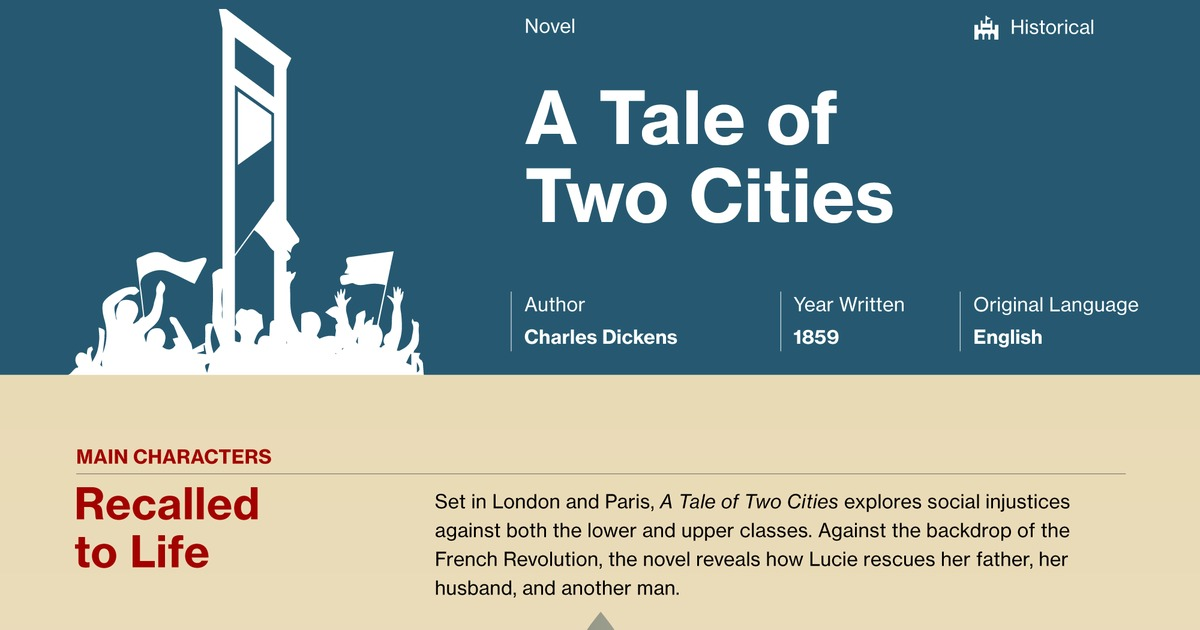 Novel
Historical
A Tale of
Two Cities
Author
Charles Dickens
Year Written
1859
Original Language
English
MAIN CHARACTERS
Recalled
to Life
Set in London and Paris, A Tale of Two Cities explores social injustices
against both the lower and upper classes. Against the backdrop of the
French Revolution, the novel reveals how Lucie rescues her father, her
husband, and another man.